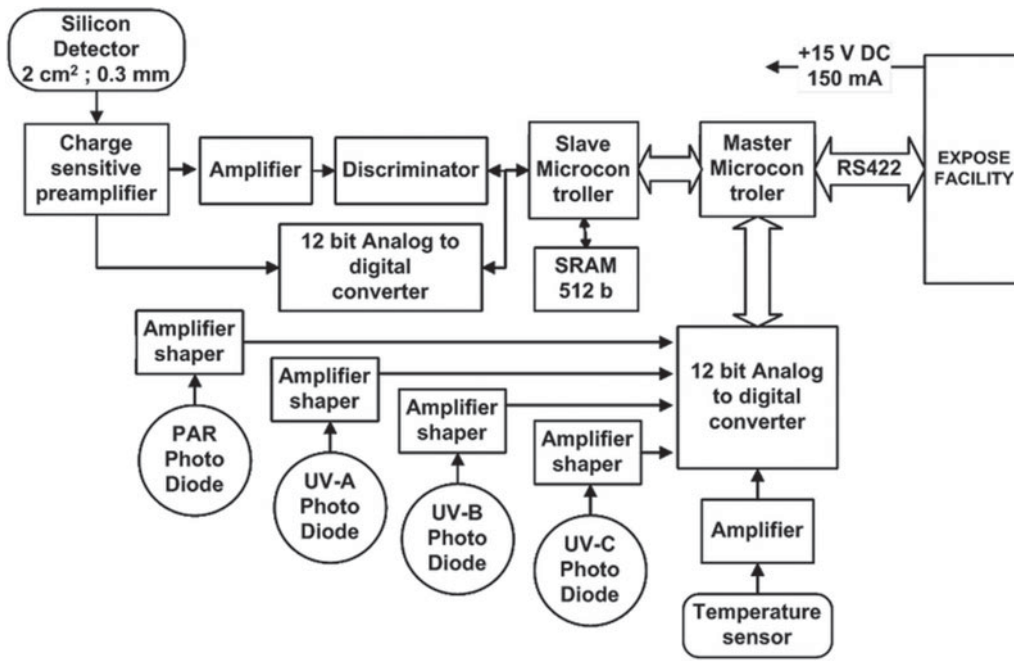 Silicon
Detector
2 cm² ; 0.3 mm
+15 V DC
150 mA
Charge
sensitive
preamplifier
Amplifier
Discriminator
Slave
Microcon
troller
Master
Microcon
troler
RS422
EXPOSE
FACILITY
12 bit Analog to
digital
converter
SRAM
512 b
Amplifier
shaper
Amplifier
shaper
Amplifier
shaper
Amplifier
shaper
12 bit Analog
to digital
converter
PAR
Photo
Diode
UV-A
Photo
Diode
UV-B
Photo
Diode
UV-C
Photo
Diode
Amplifier
Temperature
sensor